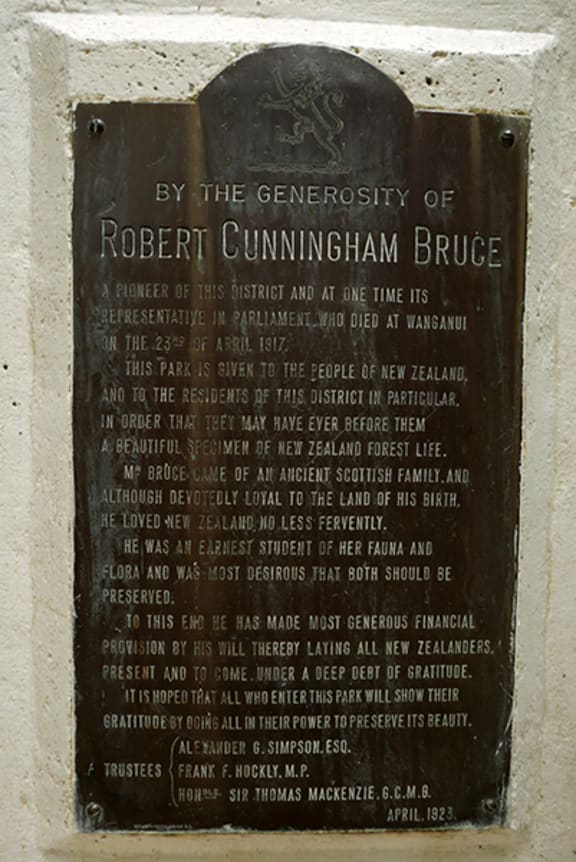 BY THE GENEROSITY OF
ROBERT CUNNINGHAM BRUCE
A PIONEER OF THIS DISTRICT AND AT ONE TIME ITS
REPRESENTATIVE IN PARLIAMENT, WHO DIED AT WANGANUI
ON THE 23RD OF APRIL 1917.
THIS PARK IS GIVEN TO THE PEOPLE OF NEW ZEALAND,
AND TO THE RESIDENTS OF THIS DISTRICT IN PARTICULAR,
IN ORDER THAT THEY MAY HAVE EVER BEFORE THEM
A BEAUTIFUL SPECIMEN OF NEW ZEALAND FOREST LIFE.
MR BRUCE CAME OF AN ANCIENT SCOTTISH FAMILY, AND
ALTHOUGH DEVOTEDLY LOYAL TO THE LAND OF HIS BIRTH,
HE LOVED NEW ZEALAND NO LESS FERVENTLY.
HE WAS AN EARNEST STUDENT OF HER FAUNA AND
FLORA AND WAS MOST DESIROUS THAT BOTH SHOULD BE
PRESERVED.
TO THIS END HE HAS MADE MOST GENEROUS FINANCIAL
PROVISION BY HIS WILL THEREBY LAYING ALL NEW ZEALANDERS,
PRESENT AND TO COME, UNDER A DEEP DEBT OF GRATITUDE.
IT IS HOPED THAT ALL WHO ENTER THIS PARK WILL SHOW THEIR
GRATITUDE BY DOING ALL IN THEIR POWER TO PRESERVE ITS BEAUTY.
ALEXANDER G. SIMPSON, ESQ.
TRUSTEES FRANK F. HOCKLY, M.P.
HONBLE. SIR THOMAS MACKENZIE, G.C.M.G.
APRIL, 1923.